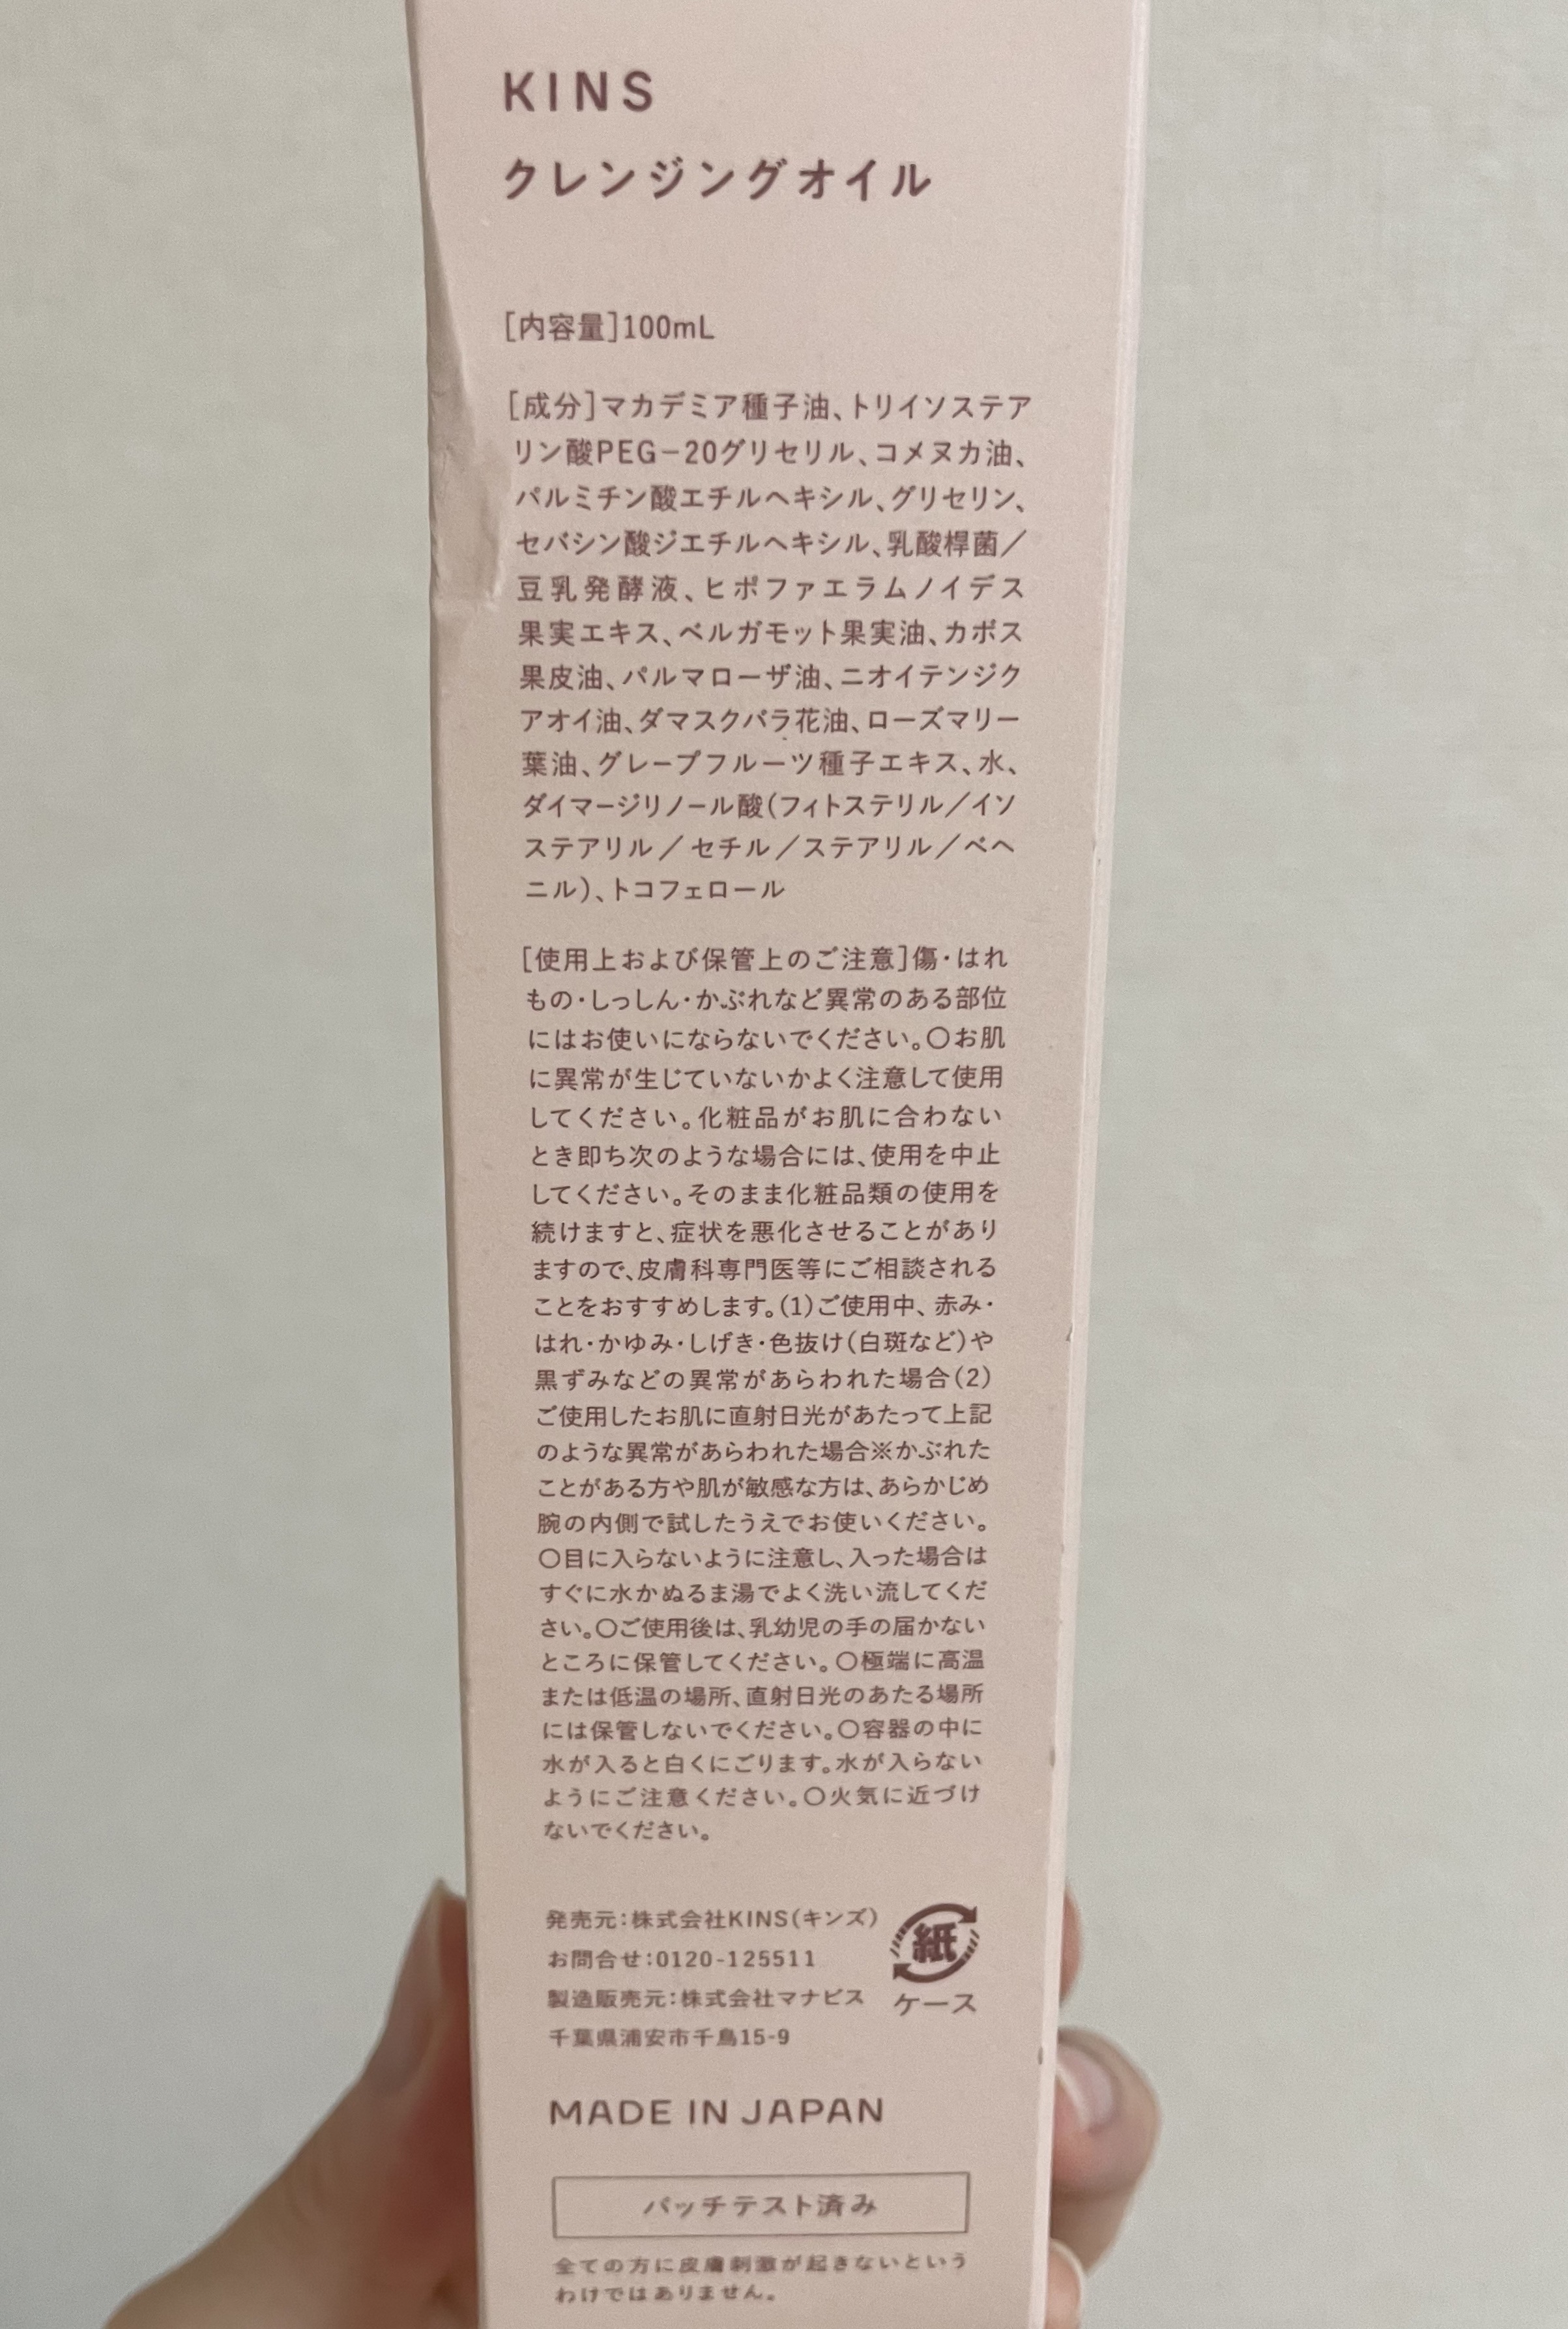 KINS
クレンジングオイル
[内容量]100mL
[成分]マカデミア種子油、トリイソステア
リン酸PEG−20グリセリル、コメヌカ油、
パルミチン酸エチルヘキシル、グリセリン、
セバシン酸ジエチルヘキシル、乳酸桿菌／
豆乳発酵液、ヒポファエラムノイデス
果実エキス、ベルガモット果実油、カボス
果皮油、パルマローザ油、ニオイテンジク
アオイ油、ダマスクバラ花油、ローズマリー
葉油、グレープフルーツ種子エキス、水、
ダイマージリノール酸(フィトステリル／イソ
ステアリル／セチル／ステアリル／ベヘ
ニル)、トコフェロール
[使用上および保管上のご注意]傷・はれ
もの・しっしん・かぶれなど異常のある部位
にはお使いにならないでください。〇お肌
に異常が生じていないかよく注意して使用
してください。化粧品がお肌に合わない
とき即ち次のような場合には、使用を中止
してください。そのまま化粧品類の使用を
続けますと、症状を悪化させることがあり
ますので、皮膚科専門医等にご相談される
ことをおすすめします。(1)ご使用中、赤み・
はれ・かゆみ・しげき・色抜け(白斑など)や
黒ずみなどの異常があらわれた場合(2)
ご使用したお肌に直射日光があたって上記
のような異常があらわれた場合※かぶれた
ことがある方や肌が敏感な方は、あらかじめ
腕の内側で試したうえでお使いください。
〇目に入らないように注意し、入った場合は
すぐに水かぬるま湯でよく洗い流してくだ
さい。〇ご使用後は、乳幼児の手の届かない
ところに保管してください。〇極端に高温
または低温の場所、直射日光のあたる場所
には保管しないでください。〇容器の中に
水が入ると白くにごります。水が入らない
ようにご注意ください。〇火気に近づけ
ないでください。
発売元：株式会社KINS(キンズ)
お問合せ：0120-125511
製造販売元：株式会社マナビス
千葉県浦安市千鳥15-9
紙
ケース
MADE IN JAPAN
パッチテスト済み
全ての方に皮膚刺激が起きないという
わけではありません。